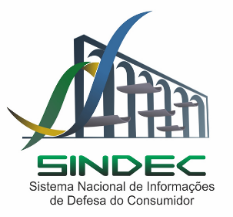 SINDEC
Sistema Nacional de Informações
de Defesa do Consumidor